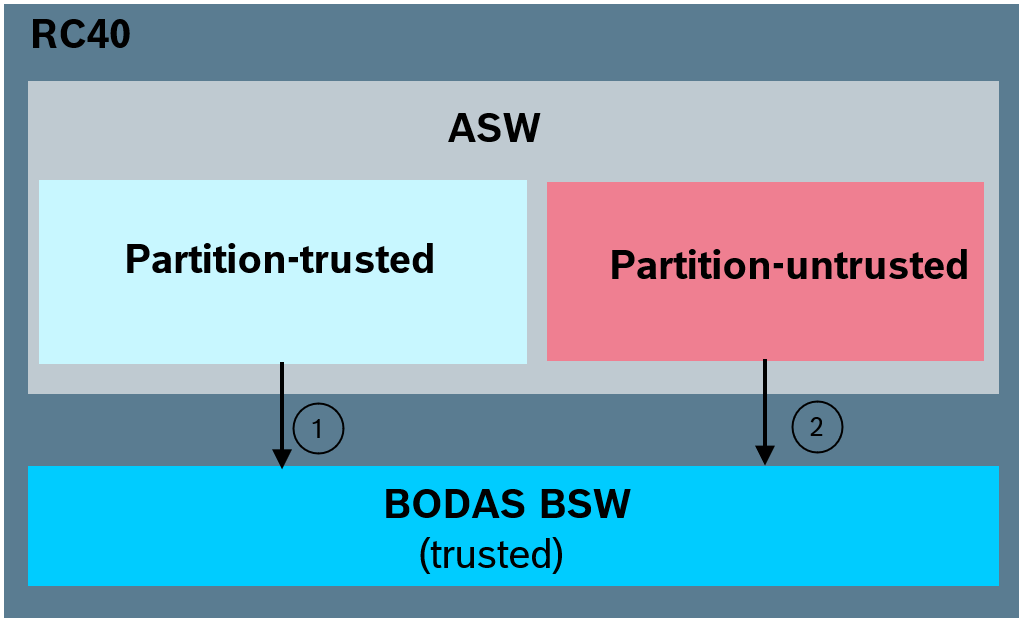 RC40
ASW
Partition-trusted
Partition-untrusted
1
2
BODAS BSW
(trusted)